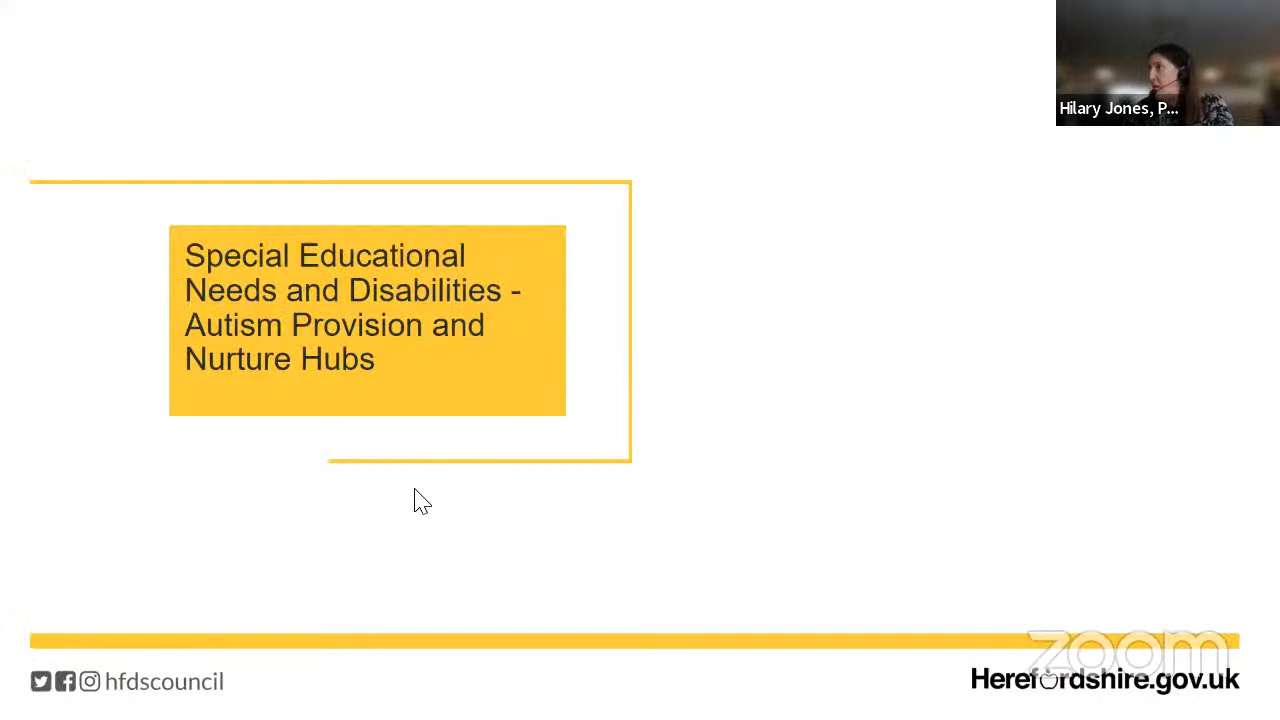 Hilary Jones, P...
Special Educational
Needs and Disabilities -
Autism Provision and
Nurture Hubs
zoom
hfdscouncil
Herefordshire.gov.uk